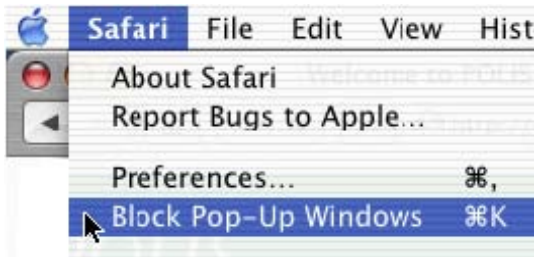 Safari File Edit View Hist
About Safari
Report Bugs to Apple...
Preferences... ⌘,
Block Pop-Up Windows ⌘K